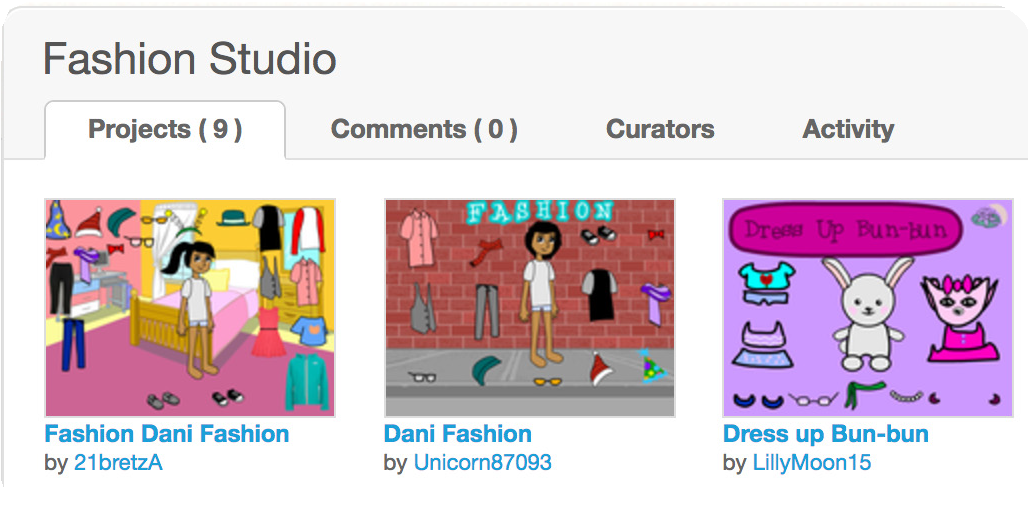 Fashion Studio
Projects ( 9 )
Comments ( 0 )
Curators
Activity
FASHION
Dress Up Bun-bun
Fashion Dani Fashion
by 21bretzA
Dani Fashion
by Unicorn87093
Dress up Bun-bun
by LillyMoon15